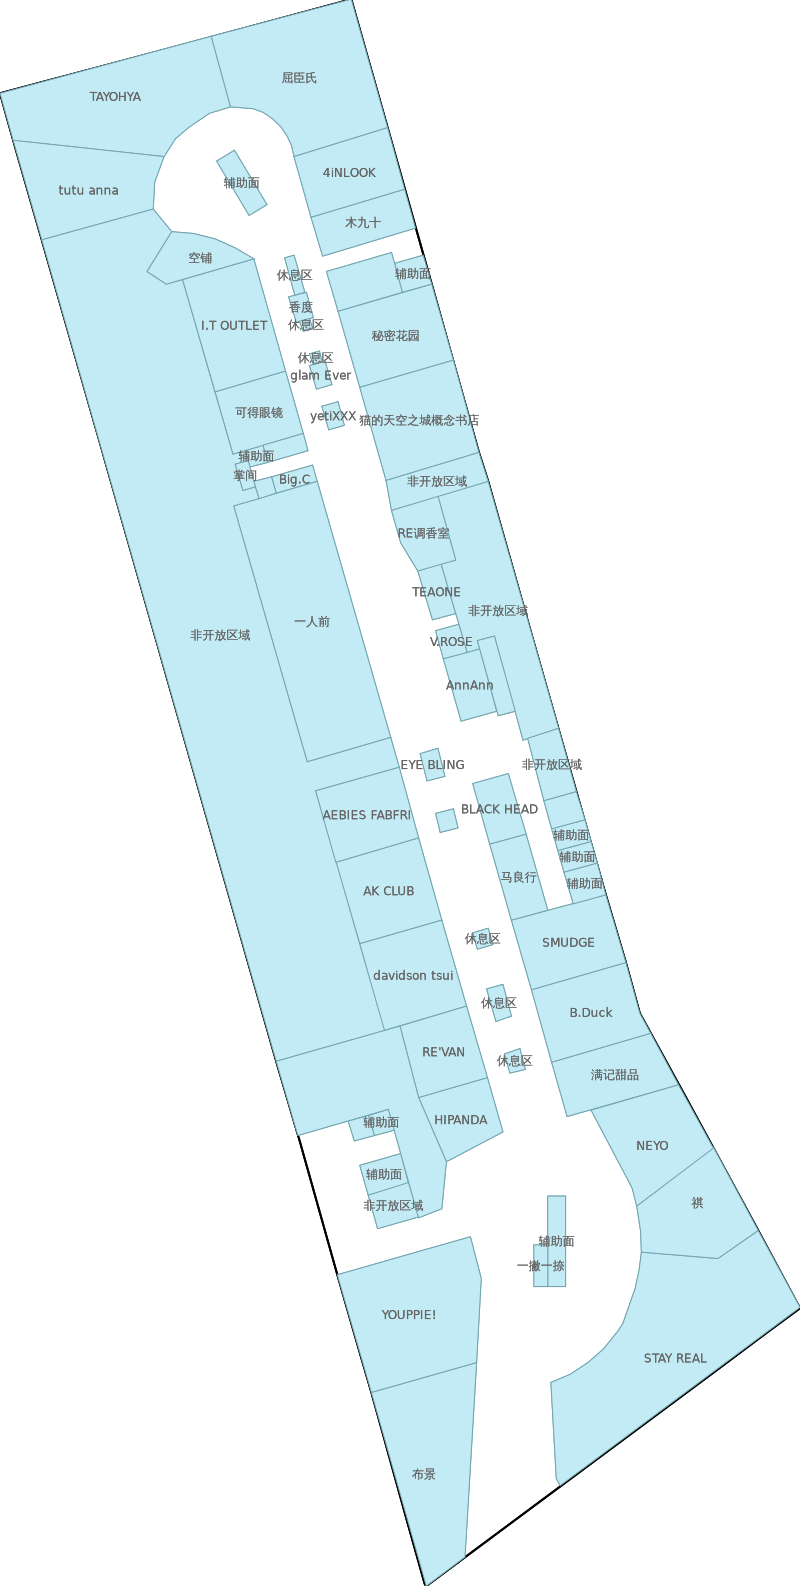 屈臣氏
TAYOHYA
4iNLOOK
辅助面
tutu anna
木九十
空铺
休息区
辅助面
香度
I.T OUTLET
休息区
秘密花园
休息区
glam Ever
可得眼镜
yetiXXX
猫的天空之城概念书店
辅助面
掌间
Big.C
非开放区域
RE调香室
TEAONE
非开放区域
一人前
非开放区域
V.ROSE
AnnAnn
EYE BLING
非开放区域
BLACK HEAD
AEBIES FABFRI
辅助面
辅助面
马良行
辅助面
AK CLUB
休息区
SMUDGE
davidson tsui
休息区
B.Duck
RE'VAN
休息区
满记甜品
HIPANDA
辅助面
NEYO
辅助面
祺
非开放区域
辅助面
一撇一捺
YOUPPIE!
STAY REAL
布景